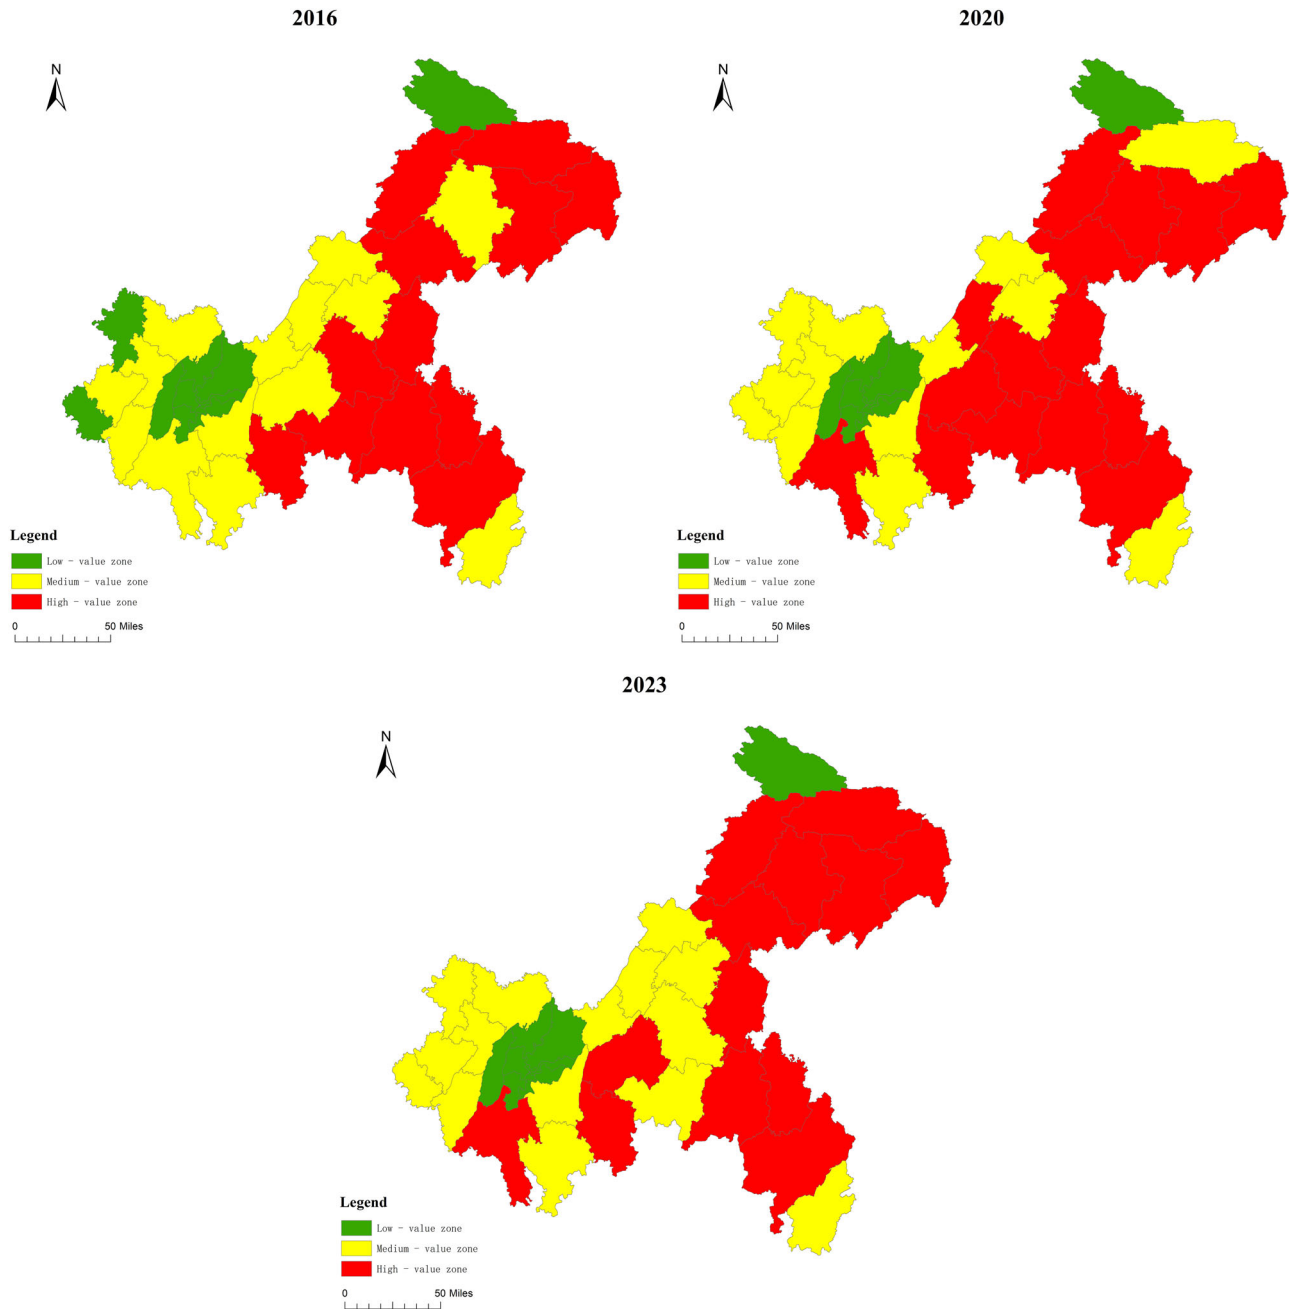 2016
N
Legend
Low - value zone
Medium - value zone
High - value zone
0 50 Miles
2020
N
Legend
Low - value zone
Medium - value zone
High - value zone
0 50 Miles
2023
N
Legend
Low - value zone
Medium - value zone
High - value zone
0 50 Miles